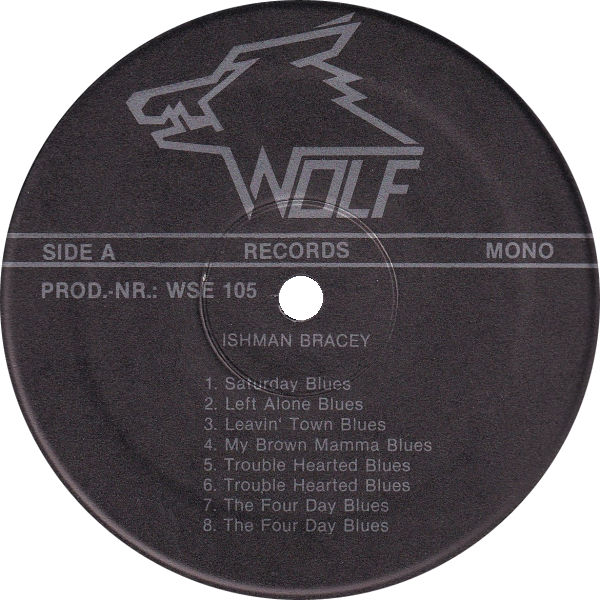 WOLF
SIDE A RECORDS MONO
PROD.-NR.: WSE 105
ISHMAN BRACEY
1. Saturday Blues
2. Left Alone Blues
3. Leavin' Town Blues
4. My Brown Mamma Blues
5. Trouble Hearted Blues
6. Trouble Hearted Blues
7. The Four Day Blues
8. The Four Day Blues